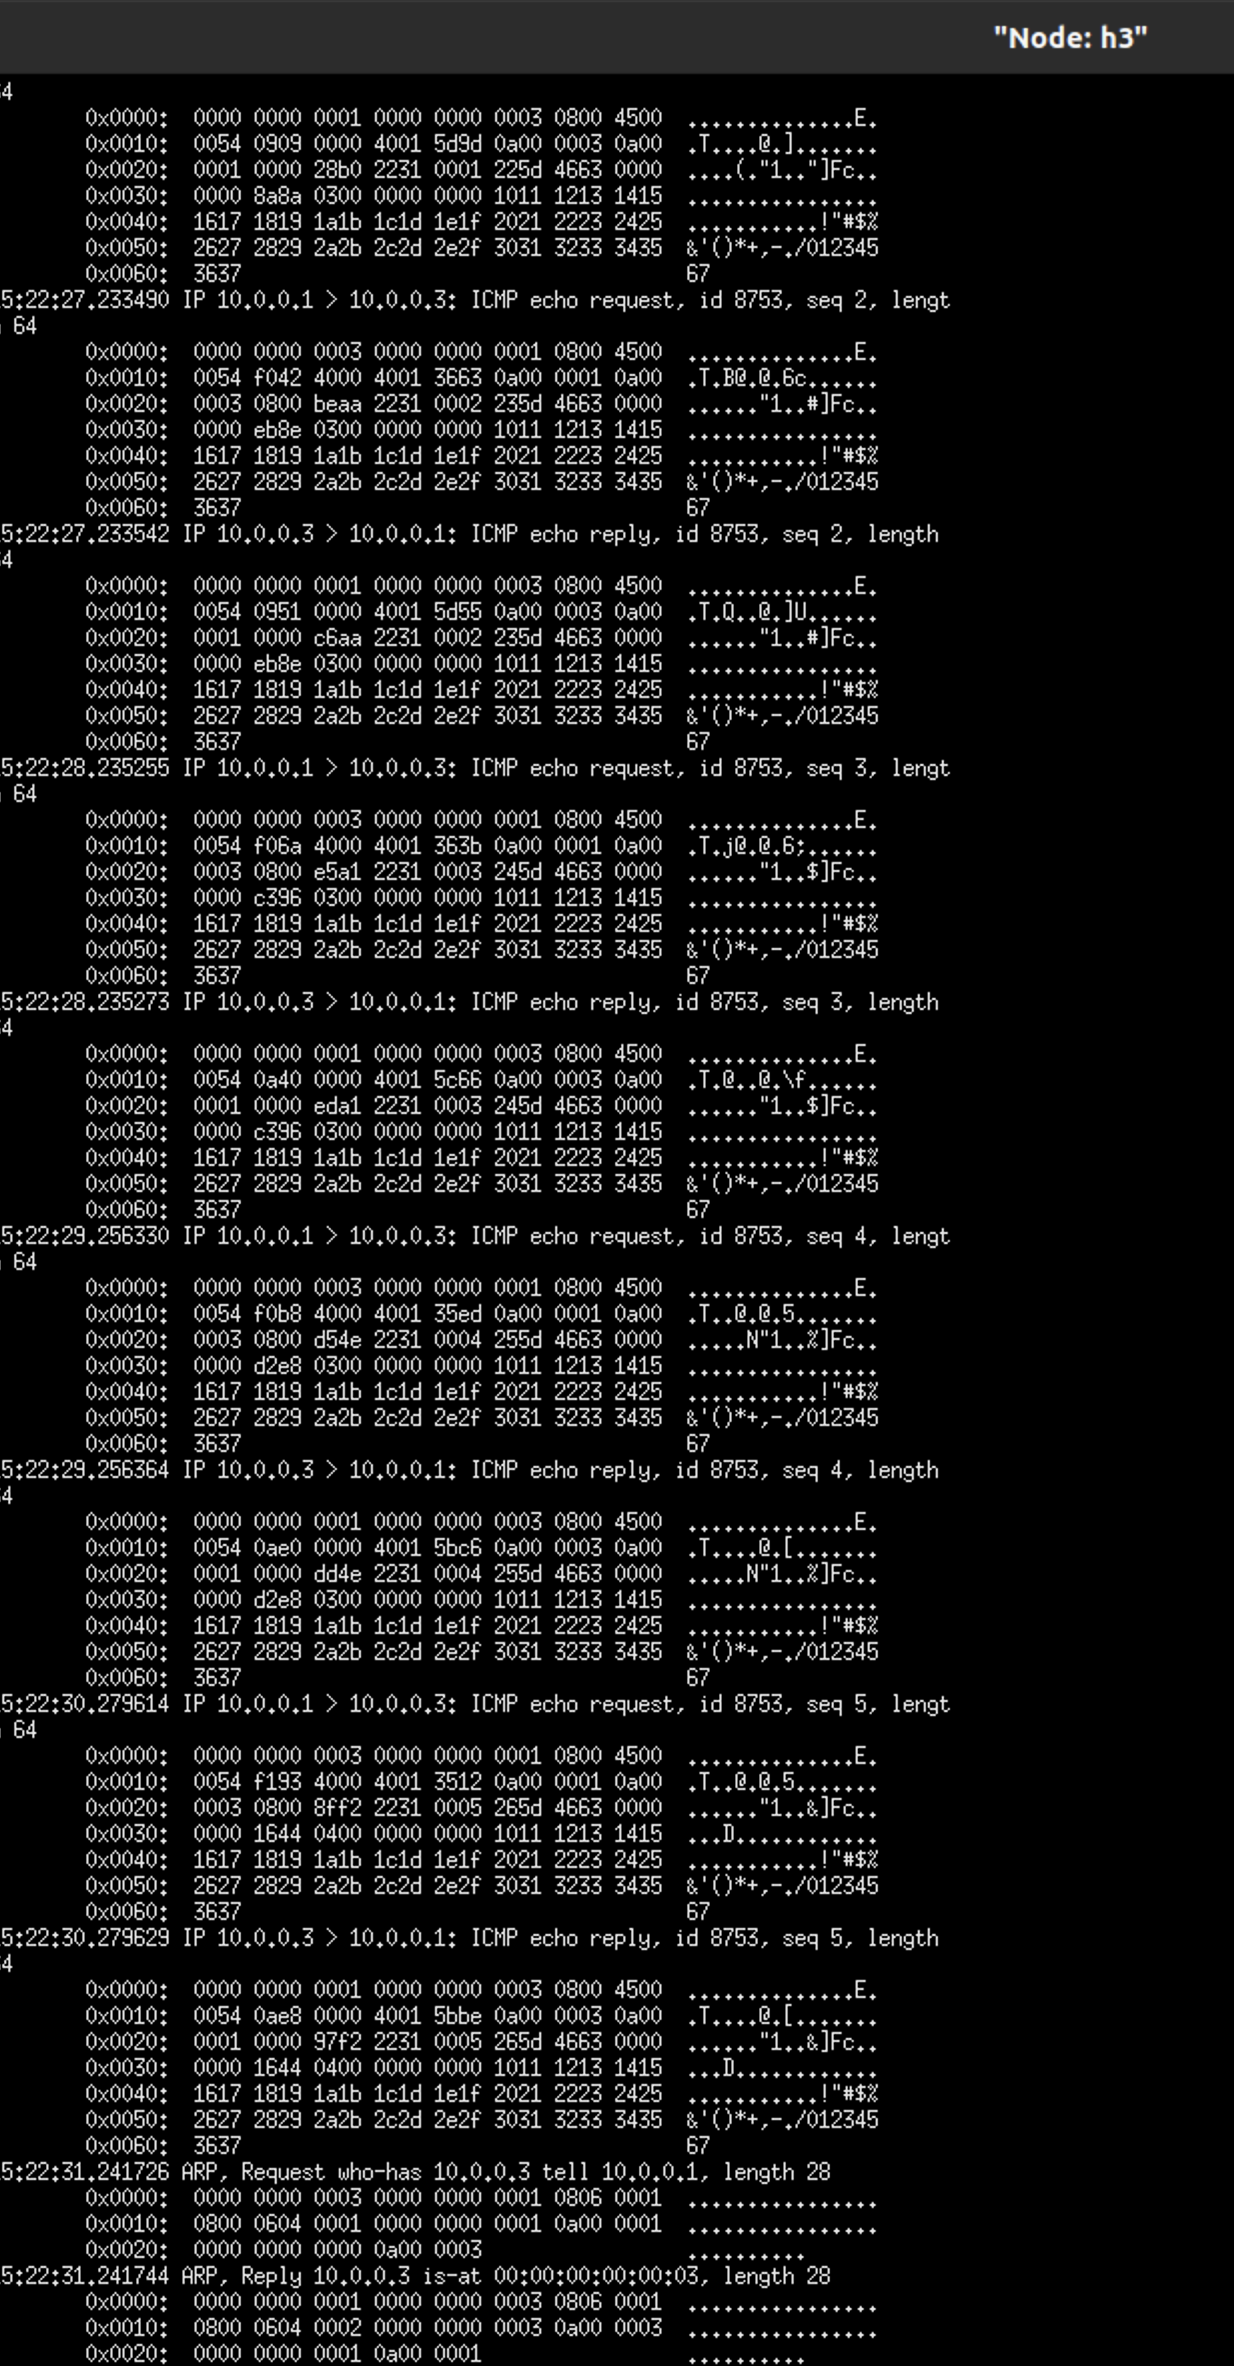 "Node: h3"
64
0x0000: 0000 0000 0001 0000 0000 0003 0800 4500 ..............E.
0x0010: 0054 0909 0000 4001 5d9d 0a00 0003 0a00 .T....@.].......
0x0020: 0001 0000 28b0 2231 0001 225d 4663 0000 ....(."1.."]Fc..
0x0030: 0000 8a8a 0300 0000 0000 1011 1213 1415 ................
0x0040: 1617 1819 1a1b 1c1d 1e1f 2021 2223 2425 ...........!"#$%
0x0050: 2627 2829 2a2b 2c2d 2e2f 3031 3233 3435 &'()*+,-./012345
0x0060: 3637 67
5:22:27.233490 IP 10.0.0.1 > 10.0.0.3: ICMP echo request, id 8753, seq 2, lengt
h 64
0x0000: 0000 0000 0003 0000 0000 0001 0800 4500 ..............E.
0x0010: 0054 f042 4000 4001 3663 0a00 0001 0a00 .T.B@.@.6c......
0x0020: 0003 0800 beaa 2231 0002 235d 4663 0000 ......"1..#]Fc..
0x0030: 0000 eb8e 0300 0000 0000 1011 1213 1415 ................
0x0040: 1617 1819 1a1b 1c1d 1e1f 2021 2223 2425 ...........!"#$%
0x0050: 2627 2829 2a2b 2c2d 2e2f 3031 3233 3435 &'()*+,-./012345
0x0060: 3637 67
5:22:27.233542 IP 10.0.0.3 > 10.0.0.1: ICMP echo reply, id 8753, seq 2, length
64
0x0000: 0000 0000 0001 0000 0000 0003 0800 4500 ..............E.
0x0010: 0054 0951 0000 4001 5d55 0a00 0003 0a00 .T.Q..@.]U......
0x0020: 0001 0000 c6aa 2231 0002 235d 4663 0000 ......"1..#]Fc..
0x0030: 0000 eb8e 0300 0000 0000 1011 1213 1415 ................
0x0040: 1617 1819 1a1b 1c1d 1e1f 2021 2223 2425 ...........!"#$%
0x0050: 2627 2829 2a2b 2c2d 2e2f 3031 3233 3435 &'()*+,-./012345
0x0060: 3637 67
5:22:28.235255 IP 10.0.0.1 > 10.0.0.3: ICMP echo request, id 8753, seq 3, lengt
h 64
0x0000: 0000 0000 0003 0000 0000 0001 0800 4500 ..............E.
0x0010: 0054 f06a 4000 4001 363b 0a00 0001 0a00 .T.j@.@.6;......
0x0020: 0003 0800 e5a1 2231 0003 245d 4663 0000 ......"1..$]Fc..
0x0030: 0000 c396 0300 0000 0000 1011 1213 1415 ................
0x0040: 1617 1819 1a1b 1c1d 1e1f 2021 2223 2425 ...........!"#$%
0x0050: 2627 2829 2a2b 2c2d 2e2f 3031 3233 3435 &'()*+,-./012345
0x0060: 3637 67
5:22:28.235273 IP 10.0.0.3 > 10.0.0.1: ICMP echo reply, id 8753, seq 3, length
64
0x0000: 0000 0000 0001 0000 0000 0003 0800 4500 ..............E.
0x0010: 0054 0a40 0000 4001 5c66 0a00 0003 0a00 .T.@..@.\f......
0x0020: 0001 0000 eda1 2231 0003 245d 4663 0000 ......"1..$]Fc..
0x0030: 0000 c396 0300 0000 0000 1011 1213 1415 ................
0x0040: 1617 1819 1a1b 1c1d 1e1f 2021 2223 2425 ...........!"#$%
0x0050: 2627 2829 2a2b 2c2d 2e2f 3031 3233 3435 &'()*+,-./012345
0x0060: 3637 67
5:22:29.256330 IP 10.0.0.1 > 10.0.0.3: ICMP echo request, id 8753, seq 4, lengt
h 64
0x0000: 0000 0000 0003 0000 0000 0001 0800 4500 ..............E.
0x0010: 0054 f0b8 4000 4001 35ed 0a00 0001 0a00 .T..@.@.5.......
0x0020: 0003 0800 d54e 2231 0004 255d 4663 0000 .....N"1..%]Fc..
0x0030: 0000 d2e8 0300 0000 0000 1011 1213 1415 ................
0x0040: 1617 1819 1a1b 1c1d 1e1f 2021 2223 2425 ...........!"#$%
0x0050: 2627 2829 2a2b 2c2d 2e2f 3031 3233 3435 &'()*+,-./012345
0x0060: 3637 67
5:22:29.256364 IP 10.0.0.3 > 10.0.0.1: ICMP echo reply, id 8753, seq 4, length
64
0x0000: 0000 0000 0001 0000 0000 0003 0800 4500 ..............E.
0x0010: 0054 0ae0 0000 4001 5bc6 0a00 0003 0a00 .T....@.[.......
0x0020: 0001 0000 dd4e 2231 0004 255d 4663 0000 .....N"1..%]Fc..
0x0030: 0000 d2e8 0300 0000 0000 1011 1213 1415 ................
0x0040: 1617 1819 1a1b 1c1d 1e1f 2021 2223 2425 ...........!"#$%
0x0050: 2627 2829 2a2b 2c2d 2e2f 3031 3233 3435 &'()*+,-./012345
0x0060: 3637 67
5:22:30.279614 IP 10.0.0.1 > 10.0.0.3: ICMP echo request, id 8753, seq 5, lengt
h 64
0x0000: 0000 0000 0003 0000 0000 0001 0800 4500 ..............E.
0x0010: 0054 f193 4000 4001 3512 0a00 0001 0a00 .T..@.@.5.......
0x0020: 0003 0800 8ff2 2231 0005 265d 4663 0000 ......"1..&]Fc..
0x0030: 0000 1644 0400 0000 0000 1011 1213 1415 ...D............
0x0040: 1617 1819 1a1b 1c1d 1e1f 2021 2223 2425 ...........!"#$%
0x0050: 2627 2829 2a2b 2c2d 2e2f 3031 3233 3435 &'()*+,-./012345
0x0060: 3637 67
5:22:30.279629 IP 10.0.0.3 > 10.0.0.1: ICMP echo reply, id 8753, seq 5, length
64
0x0000: 0000 0000 0001 0000 0000 0003 0800 4500 ..............E.
0x0010: 0054 0ae8 0000 4001 5bbe 0a00 0003 0a00 .T....@.[.......
0x0020: 0001 0000 97f2 2231 0005 265d 4663 0000 ......"1..&]Fc..
0x0030: 0000 1644 0400 0000 0000 1011 1213 1415 ...D............
0x0040: 1617 1819 1a1b 1c1d 1e1f 2021 2223 2425 ...........!"#$%
0x0050: 2627 2829 2a2b 2c2d 2e2f 3031 3233 3435 &'()*+,-./012345
0x0060: 3637 67
5:22:31.241726 ARP, Request who-has 10.0.0.3 tell 10.0.0.1, length 28
0x0000: 0000 0000 0003 0000 0000 0001 0806 0001 ................
0x0010: 0800 0604 0001 0000 0000 0001 0a00 0001 ................
0x0020: 0000 0000 0000 0a00 0003 ..........
5:22:31.241744 ARP, Reply 10.0.0.3 is-at 00:00:00:00:00:03, length 28
0x0000: 0000 0000 0001 0000 0000 0003 0806 0001 ................
0x0010: 0800 0604 0002 0000 0000 0003 0a00 0003 ................
0x0020: 0000 0000 0001 0a00 0001 ..........